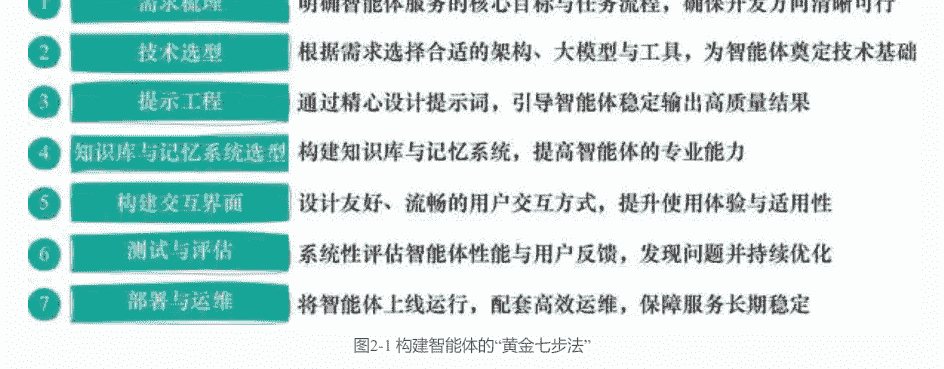 1 需求梳理 明确智能体服务的核心目标与任务流程，确保开发方向清晰可行
2 技术选型 根据需求选择合适的架构、大模型与工具，为智能体奠定技术基础
3 提示工程 通过精心设计提示词，引导智能体稳定输出高质量结果
4 知识库与记忆系统选型 构建知识库与记忆系统，提高智能体的专业能力
5 构建交互界面 设计友好、流畅的用户交互方式，提升使用体验与适用性
6 测试与评估 系统性评估智能体性能与用户反馈，发现问题并持续优化
7 部署与运维 将智能体上线运行，配套高效运维，保障服务长期稳定
图2-1 构建智能体的“黄金七步法”